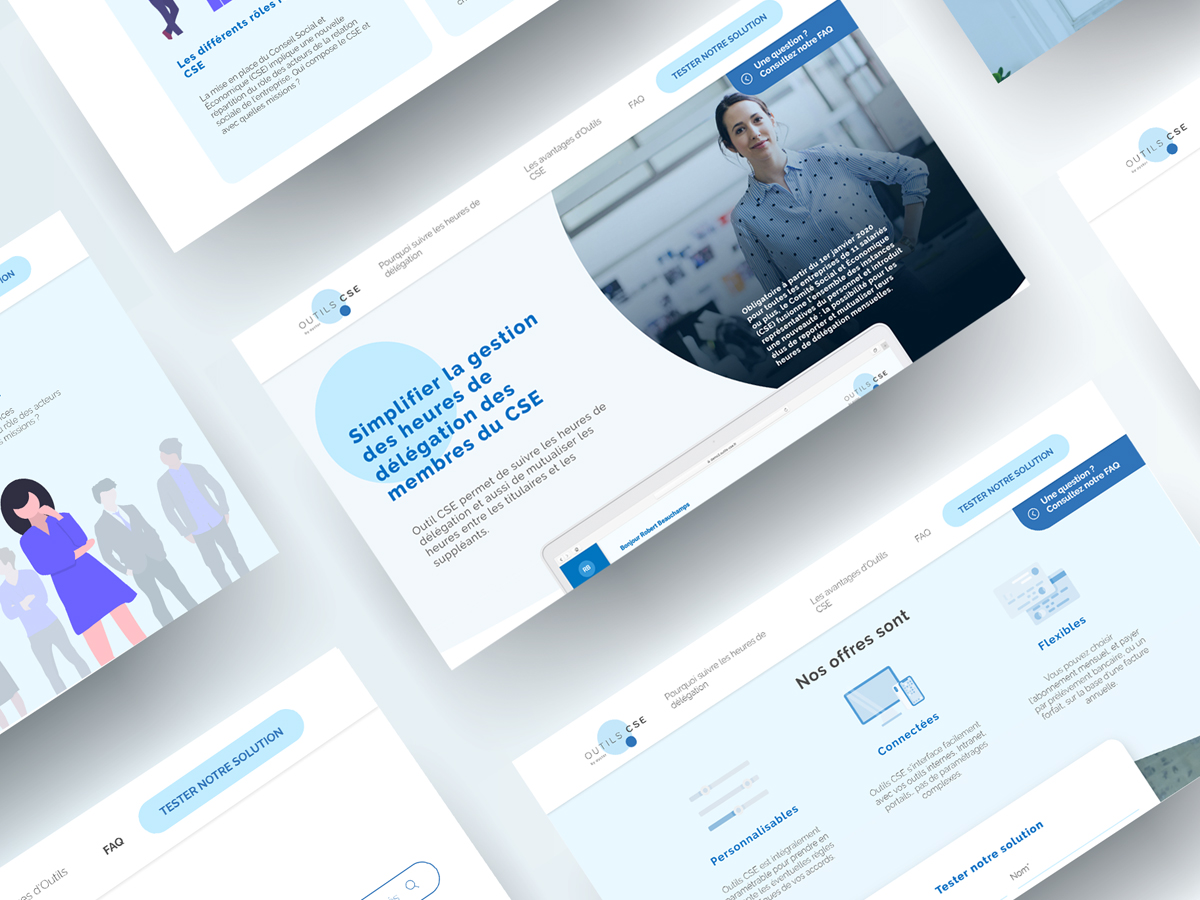 Les différents rôles
CSE
La mise en place du Conseil Social et
Économique (CSE) implique une nouvelle
répartition du rôle des acteurs de la relation
sociale de l'entreprise. Qui compose le CSE et
avec quelles missions ?
OUTILS CSE
Pourquoi suivre les heures de
délégation
Les avantages d'Outils
CSE
FAQ
TESTER NOTRE SOLUTION
Une question ?
Consultez notre FAQ
Simplifier la gestion
des heures de
délégation des
membres du CSE
Outil CSE permet de suivre les heures de
délégation et aussi de mutualiser les
heures entre les titulaires et les
suppléants.
Obligatoire à partir du 1er janvier 2020
pour toutes les entreprises de 11 salariés
ou plus, le Comité Social et Économique
(CSE) fusionne l'ensemble des instances
représentatives du personnel et introduit
une nouveauté : la possibilité pour les
élus de reporter et mutualiser leurs
heures de délégation mensuelles.
OUTILS CSE
RB
Bonjour Robert Beauchamps
OUTILS CSE
ION
du rôle des acteurs
missions ?
OUTILS CSE
Pourquoi suivre les heures de
délégation
Les avantages d'Outils
CSE
FAQ
TESTER NOTRE SOLUTION
Une question ?
Consultez notre FAQ
Nos offres sont
Personnalisables
Outils CSE est intégralement
paramétrable pour prendre en
compte les éventuelles règles
de vos accords.
Connectées
Outils CSE s'interface facilement
avec vos outils internes, intranet,
portails.. pas de paramétrages
complexes.
Flexibles
Vous pouvez choisir
l'abonnement mensuel, et payer
par prélèvement bancaire, ou un
forfait, sur la base d'une facture
annuelle.
Tester notre solution
Nom*
es d'Outils
FAQ
TESTER NOTRE SOLUTION